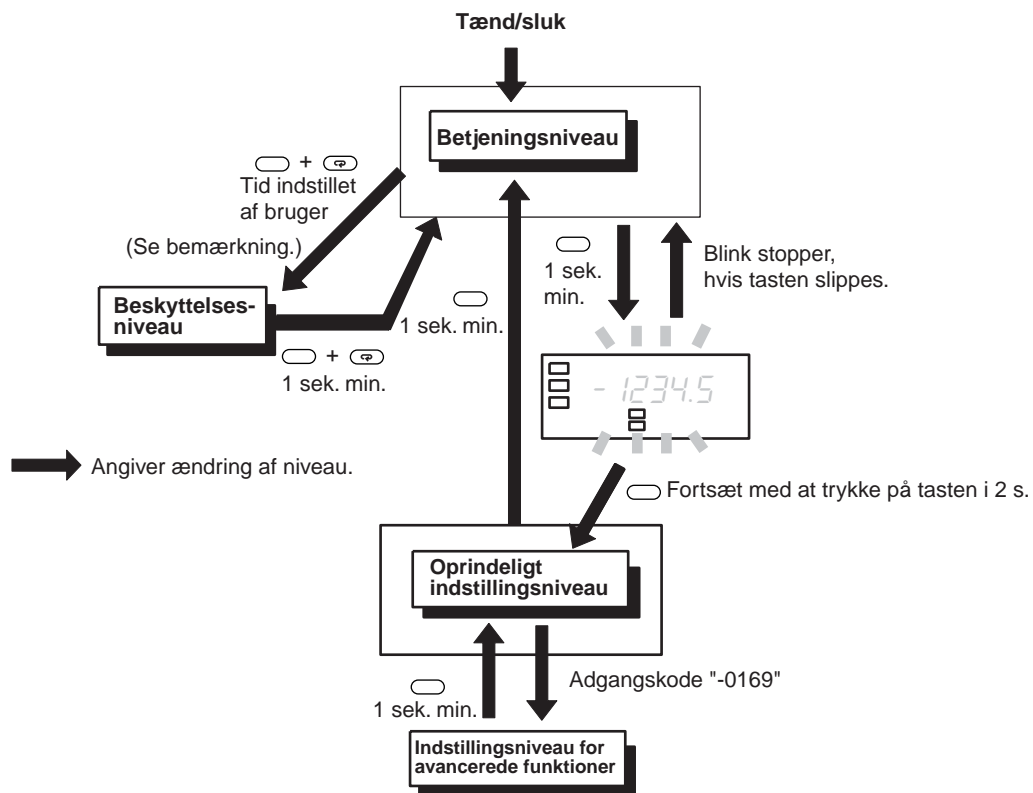 Tænd/sluk
Betjeningsniveau
+
Tid indstillet
af bruger
(Se bemærkning.)
Beskyttelses-
niveau
+
1 sek. min.
1 sek. min.
1 sek.
min.
Blink stopper,
hvis tasten slippes.
- 1234.5
Angiver ændring af niveau.
Fortsæt med at trykke på tasten i 2 s.
Oprindeligt
indstillingsniveau
1 sek. min.
Adgangskode "-0169"
Indstillingsniveau for
avancerede funktioner